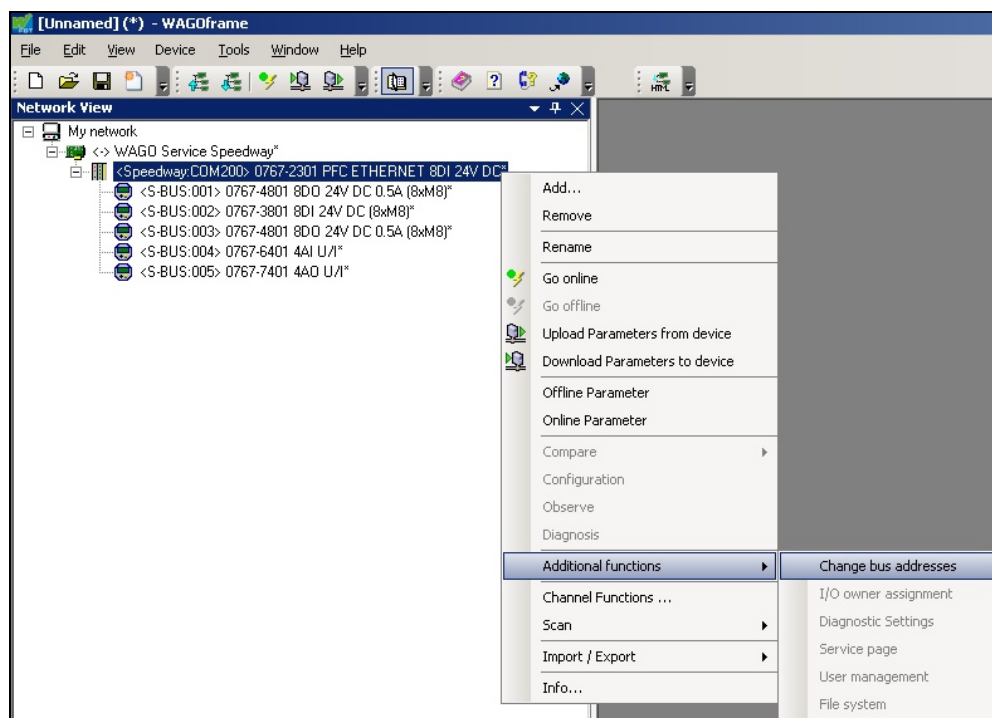 [Unnamed] (*) - WAGOframe
File Edit View Device Tools Window Help
Network View
My network
<-> WAGO Service Speedway*
<Speedway:COM200> 0767-2301 PFC ETHERNET 8DI 24V DC*
<S-BUS:001> 0767-4801 8DO 24V DC 0.5A (8xM8)*
<S-BUS:002> 0767-3801 8DI 24V DC (8xM8)*
<S-BUS:003> 0767-4801 8DO 24V DC 0.5A (8xM8)*
<S-BUS:004> 0767-6401 4AI U/I*
<S-BUS:005> 0767-7401 4AO U/I*
Add...
Remove
Rename
Go online
Go offline
Upload Parameters from device
Download Parameters to device
Offline Parameter
Online Parameter
Compare
Configuration
Observe
Diagnosis
Additional functions
Channel Functions ...
Scan
Import / Export
Info...
Change bus addresses
I/O owner assignment
Diagnostic Settings
Service page
User management
File system